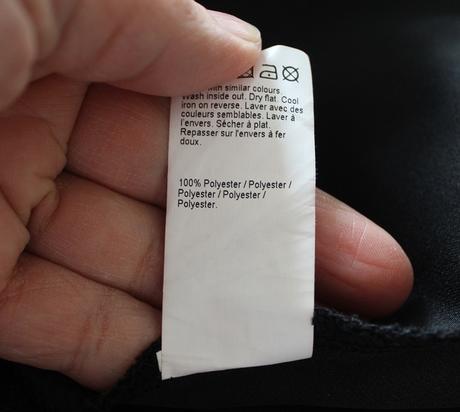 with similar colours.
Wash inside out. Dry flat. Cool
iron on reverse. Laver avec des
couleurs semblables. Laver à
l'envers. Sécher à plat.
Repasser sur l'envers à fer
doux.
100% Polyester / Polyester /
Polyester / Polyester /
Polyester.